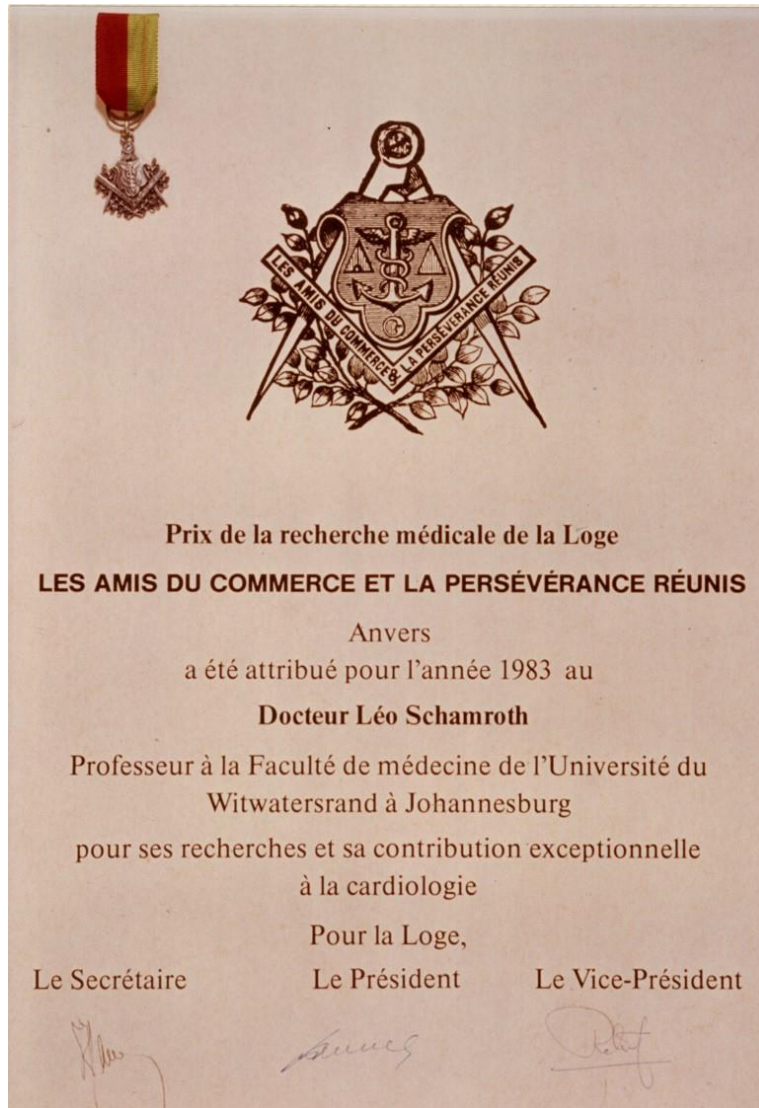 LES AMIS DU COMMERCE & LA PERSÉVÉRANCE RÉUNIS
Prix de la recherche médicale de la Loge
LES AMIS DU COMMERCE ET LA PERSÉVÉRANCE RÉUNIS
Anvers
a été attribué pour l'année 1983 au
Docteur Léo Schamroth
Professeur à la Faculté de médecine de l'Université du
Witwatersrand à Johannesburg
pour ses recherches et sa contribution exceptionnelle
à la cardiologie
Pour la Loge,
Le Secrétaire Le Président Le Vice-Président